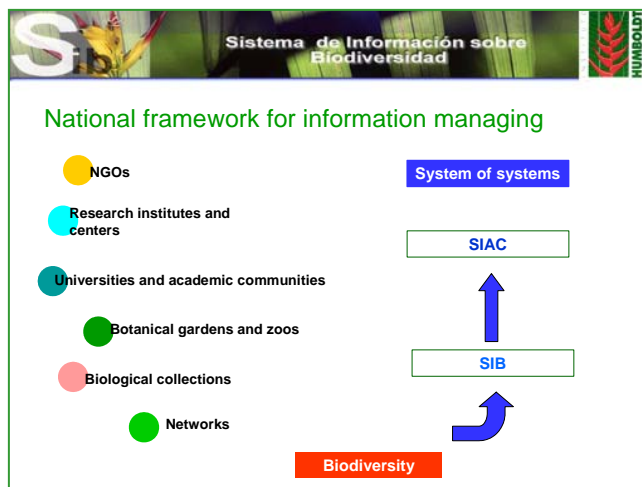 SiB
Sistema de Información sobre
Biodiversidad
HUMBOLDT
National framework for information managing
NGOs
Research institutes and
centers
Universities and academic communities
Botanical gardens and zoos
Biological collections
Networks
System of systems
SIAC
SIB
Biodiversity